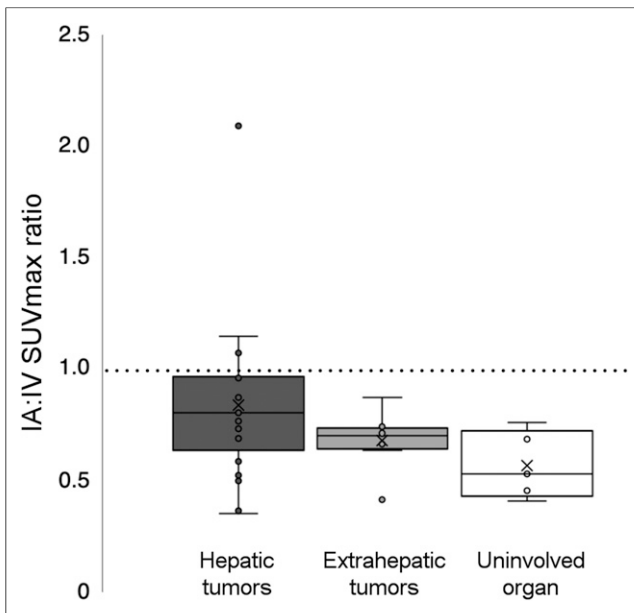 2.5
2.0
1.5
1.0
0.5
0
IA:IV SUVmax ratio
Hepatic
tumors
Extrahepatic
tumors
Uninvolved
organ